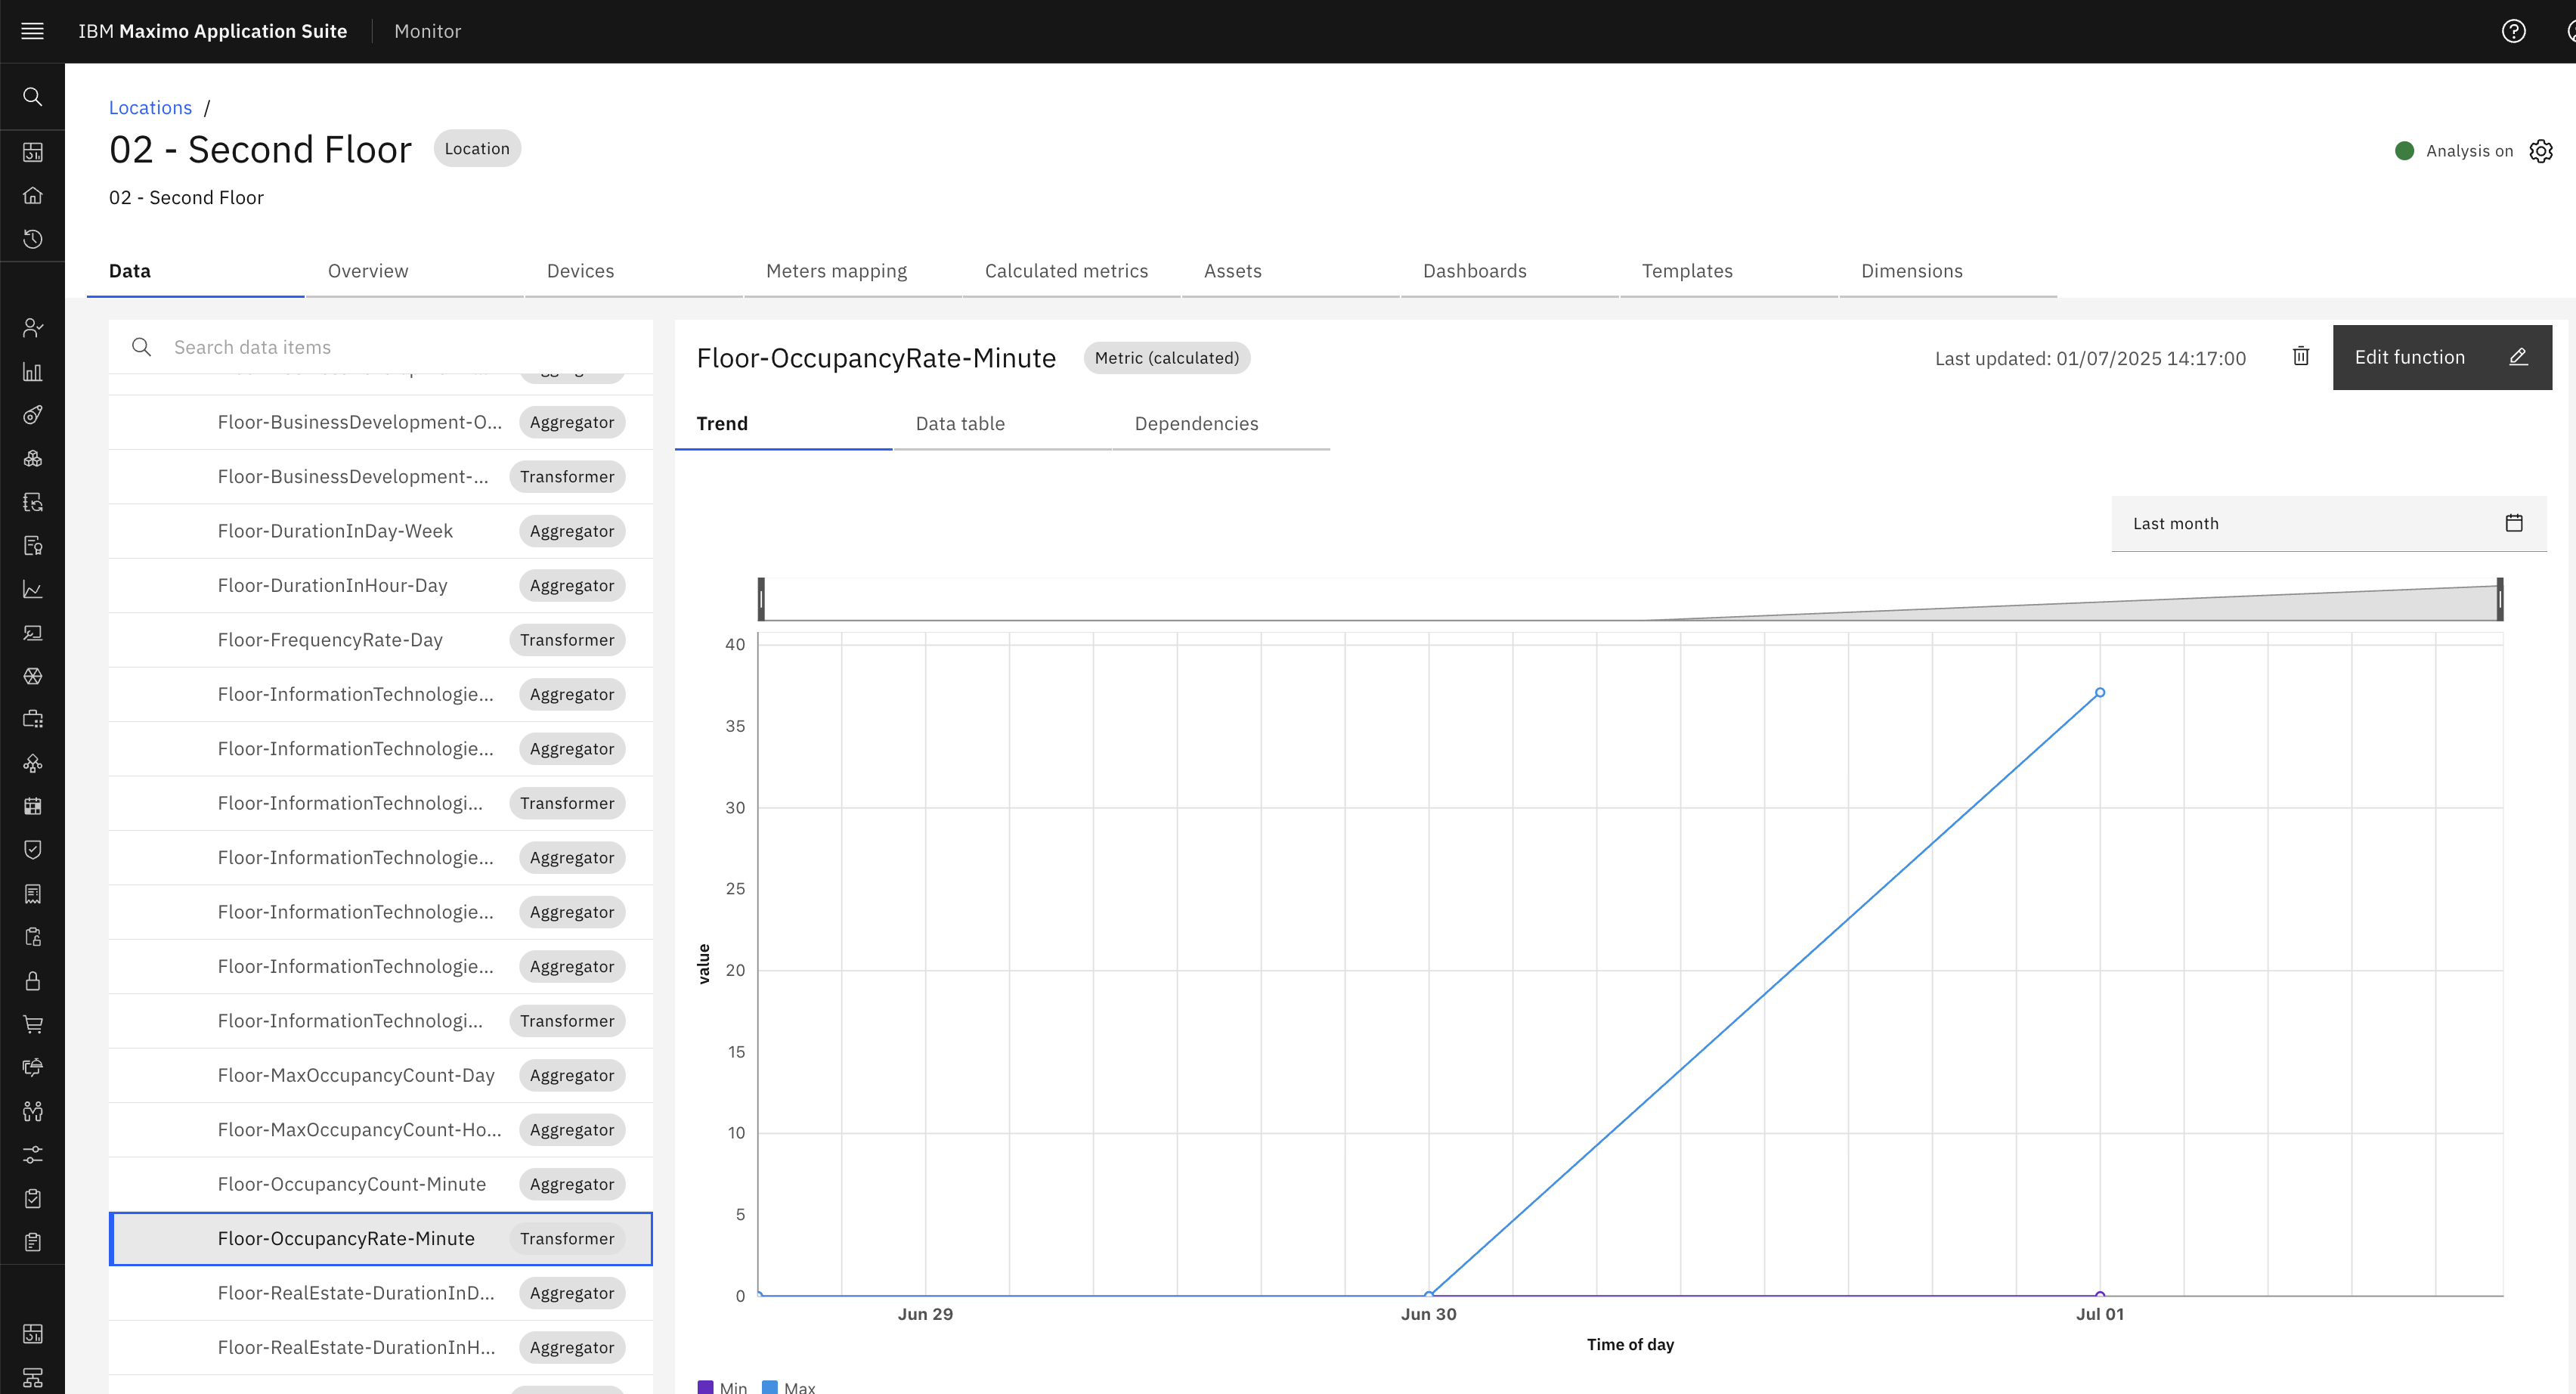 IBM Maximo Application Suite Monitor
Locations /
02 - Second Floor Location
Analysis on
02 - Second Floor
Data Overview Devices Meters mapping Calculated metrics Assets Dashboards Templates Dimensions
Search data items
Floor-BusinessDevelopment-O... Aggregator
Floor-BusinessDevelopment-... Transformer
Floor-DurationInDay-Week Aggregator
Floor-DurationInHour-Day Aggregator
Floor-FrequencyRate-Day Transformer
Floor-InformationTechnologie... Aggregator
Floor-InformationTechnologie... Aggregator
Floor-InformationTechnologi... Transformer
Floor-InformationTechnologie... Aggregator
Floor-InformationTechnologie... Aggregator
Floor-InformationTechnologie... Aggregator
Floor-InformationTechnologi... Transformer
Floor-MaxOccupancyCount-Day Aggregator
Floor-MaxOccupancyCount-Ho... Aggregator
Floor-OccupancyCount-Minute Aggregator
Floor-OccupancyRate-Minute Transformer
Floor-RealEstate-DurationInD... Aggregator
Floor-RealEstate-DurationInH... Aggregator
Floor-OccupancyRate-Minute Metric (calculated)
Last updated: 01/07/2025 14:17:00
Edit function
Trend Data table Dependencies
Last month
40
35
30
25
20
15
10
5
0
value
Jun 29 Jun 30 Jul 01
Time of day
Min Max